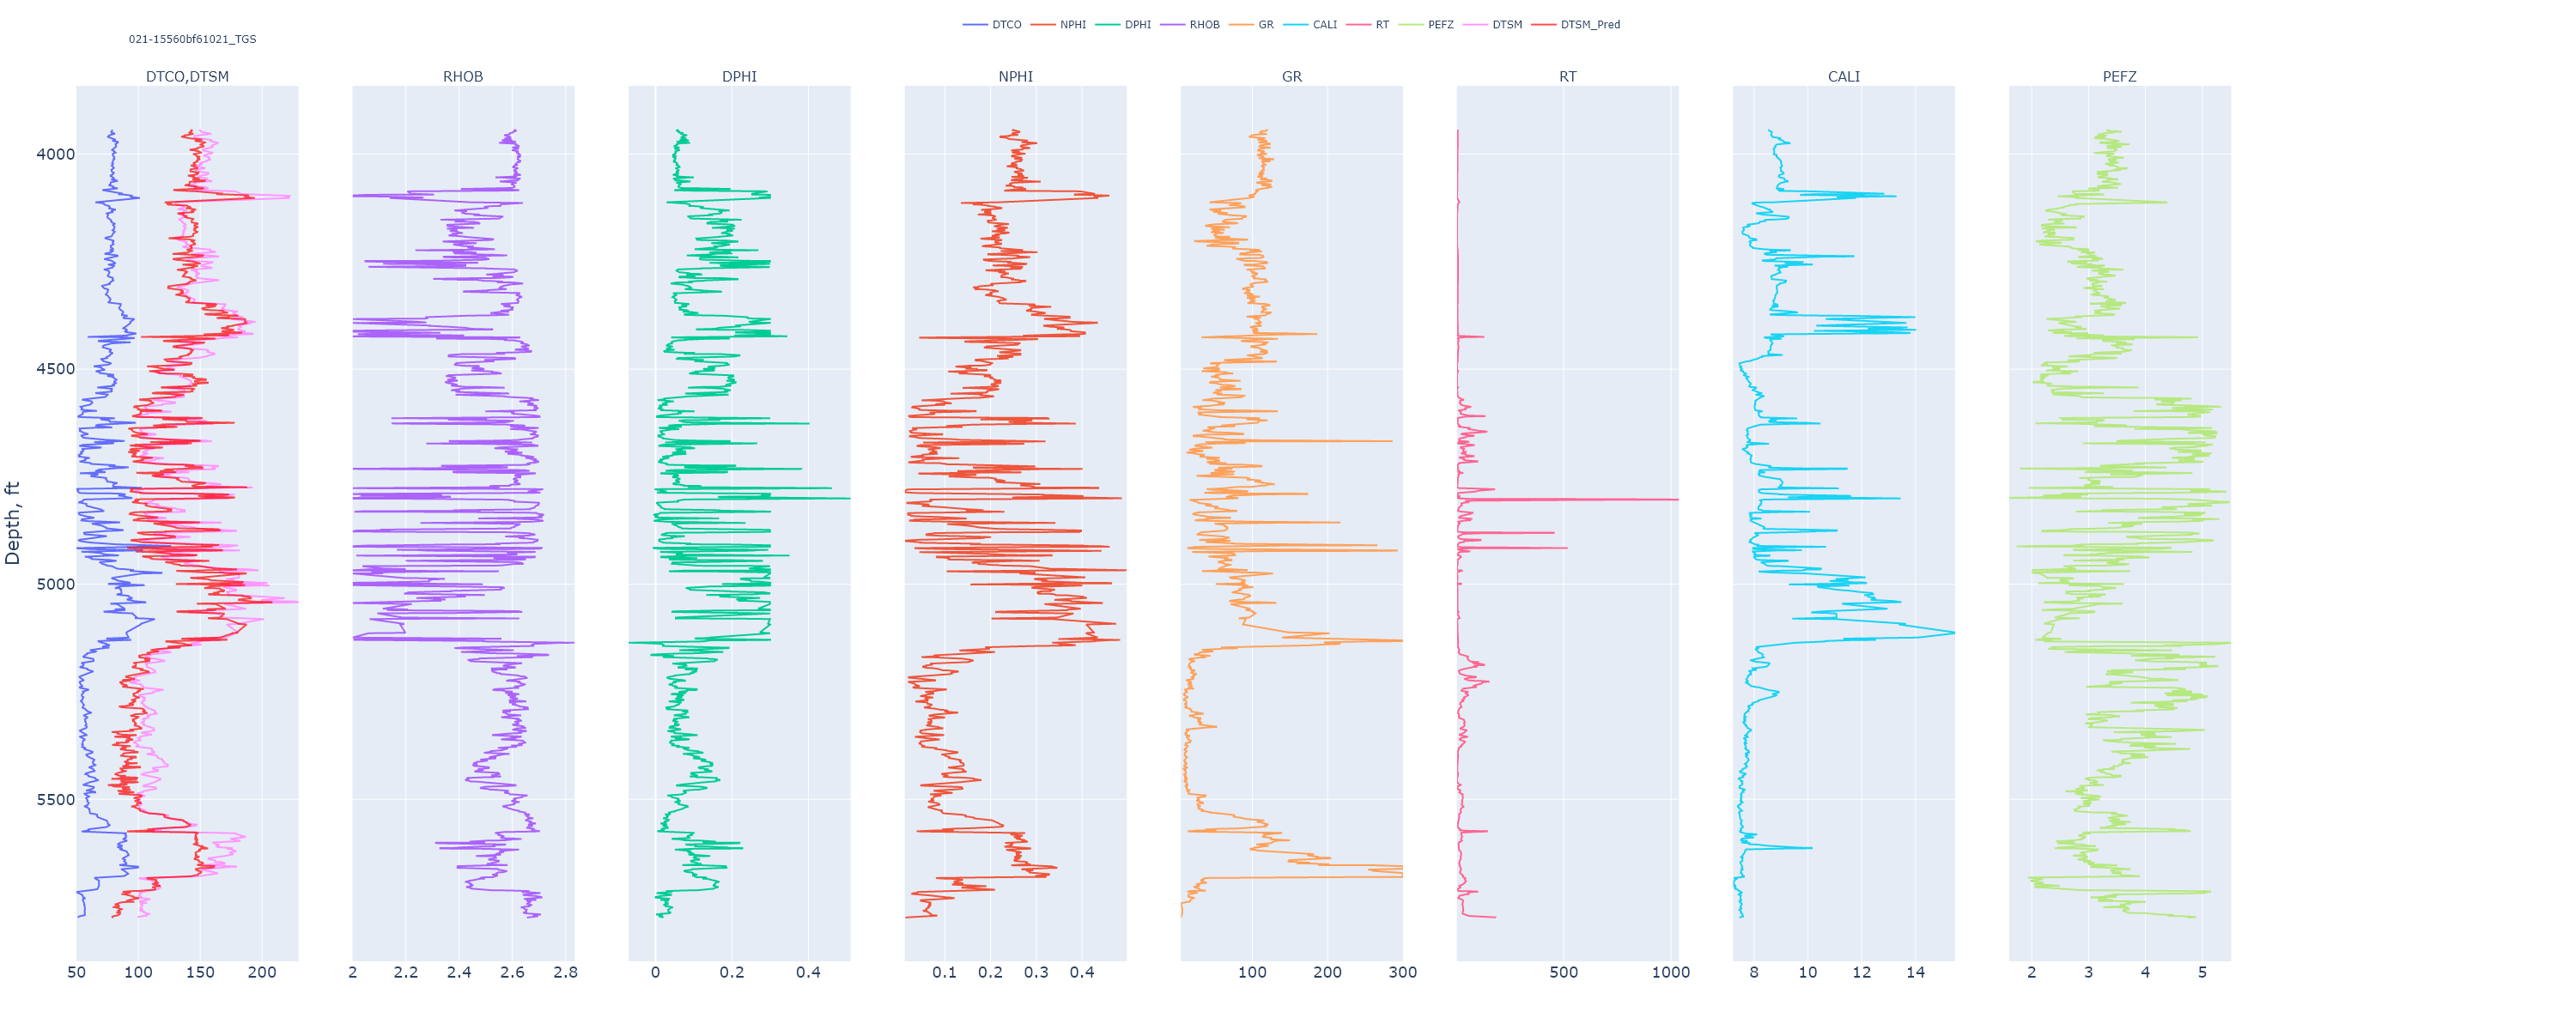 DTCO NPHI DPHI RHOB GR CALI RT PEFZ DTSM DTSM_Pred
021-15560bf61021_TGS
DTCO,DTSM RHOB DPHI NPHI GR RT CALI PEFZ
4000
4500
5000
5500
Depth, ft
50 100 150 200 2 2.2 2.4 2.6 2.8 0 0.2 0.4 0.1 0.2 0.3 0.4 100 200 300 500 1000 8 10 12 14 2 3 4 5